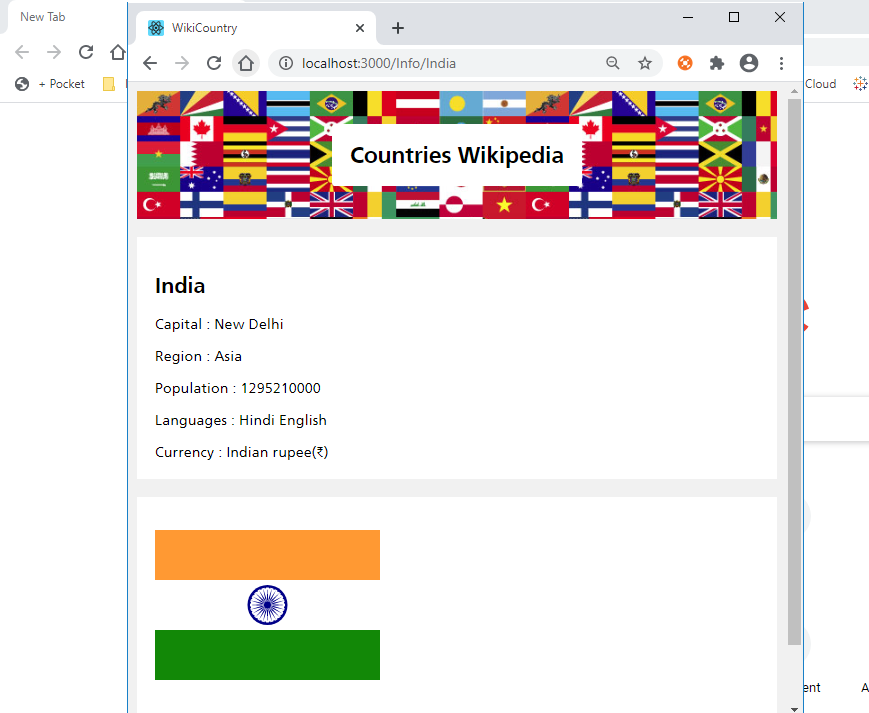 New Tab
WikiCountry
localhost:3000/Info/India
+ Pocket
Cloud
Countries Wikipedia
India
Capital : New Delhi
Region : Asia
Population : 1295210000
Languages : Hindi English
Currency : Indian rupee(₹)
ent
A